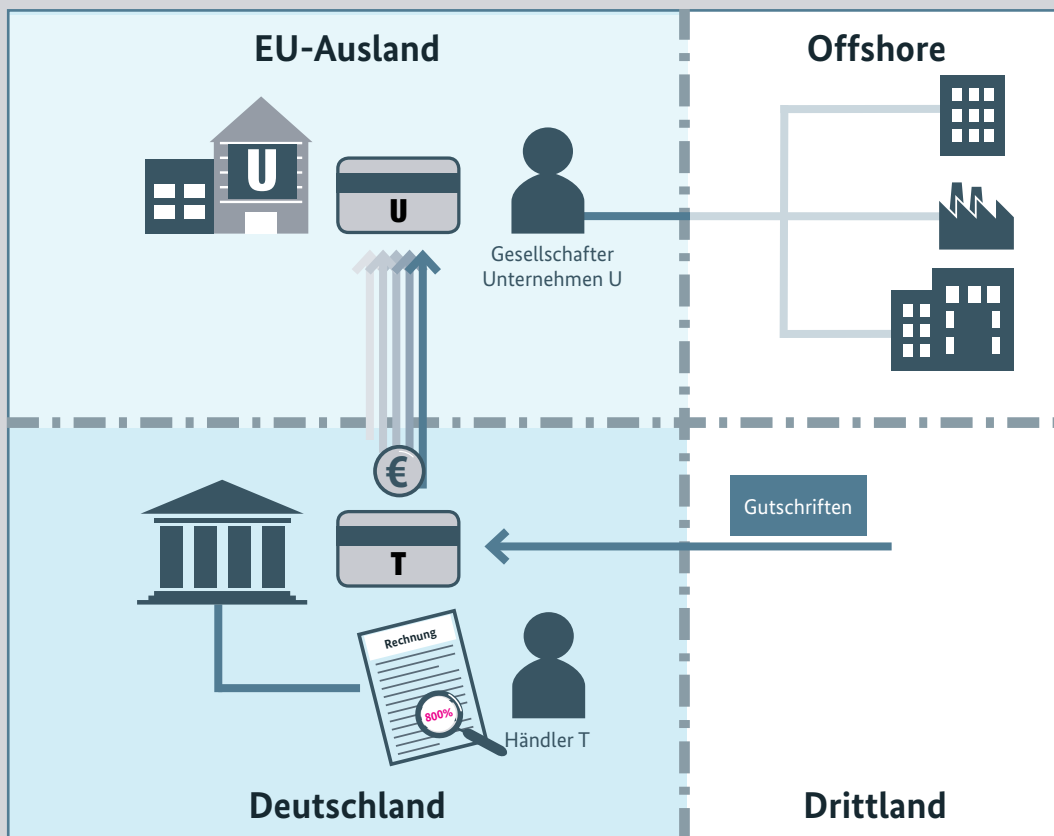 EU-Ausland
Offshore
U
U
Gesellschafter
Unternehmen U
€
Gutschriften
T
Rechnung
800%
Händler T
Deutschland
Drittland